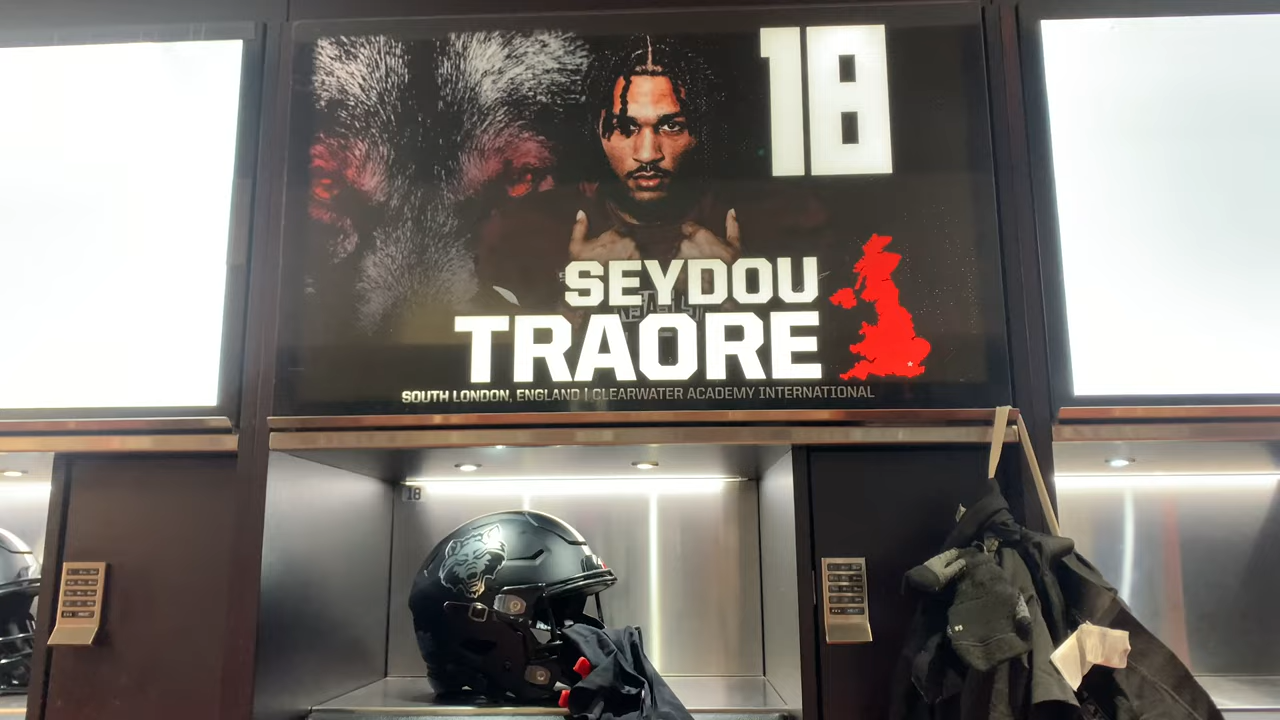 18
SEYDOU
TRAORE
SOUTH LONDON, ENGLAND | CLEARWATER ACADEMY INTERNATIONAL
18